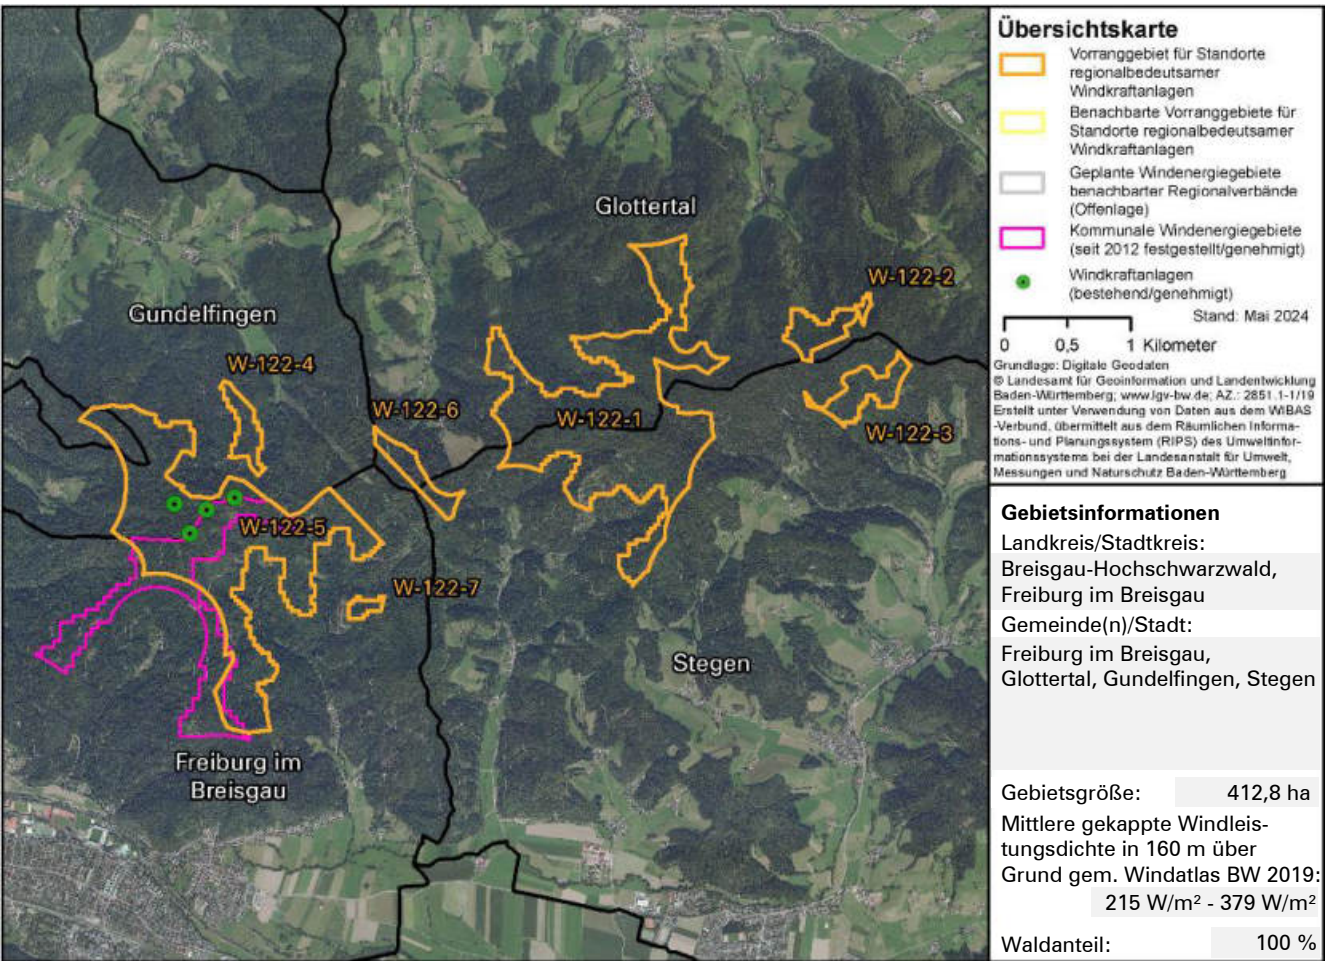 Glottertal
W-122-2
Gundelfingen
W-122-4
W-122-6
W-122-1
W-122-3
W-122-5
W-122-7
Stegen
Freiburg im
Breisgau
Übersichtskarte
Vorranggebiet für Standorte
regionalbedeutsamer
Windkraftanlagen
Benachbarte Vorranggebiete für
Standorte regionalbedeutsamer
Windkraftanlagen
Geplante Windenergiegebiete
benachbarter Regionalverbände
(Offenlage)
Kommunale Windenergiegebiete
(seit 2012 festgestellt/genehmigt)
Windkraftanlagen
(bestehend/genehmigt)
Stand: Mai 2024
0 0,5 1 Kilometer
Grundlage: Digitale Geodaten
© Landesamt für Geoinformation und Landentwicklung
Baden-Württemberg; www.lgv-bw.de; AZ.: 2851.1-1/19
Erstellt unter Verwendung von Daten aus dem WIBAS
-Verbund, übermittelt aus dem Räumlichen Informa-
tions- und Planungssystem (RIPS) des Umweltinfor-
mationssystems bei der Landesanstalt für Umwelt,
Messungen und Naturschutz Baden-Württemberg
Gebietsinformationen
Landkreis/Stadtkreis:
Breisgau-Hochschwarzwald,
Freiburg im Breisgau
Gemeinde(n)/Stadt:
Freiburg im Breisgau,
Glottertal, Gundelfingen, Stegen
Gebietsgröße: 412,8 ha
Mittlere gekappte Windleis-
tungsdichte in 160 m über
Grund gem. Windatlas BW 2019:
215 W/m² - 379 W/m²
Waldanteil: 100 %